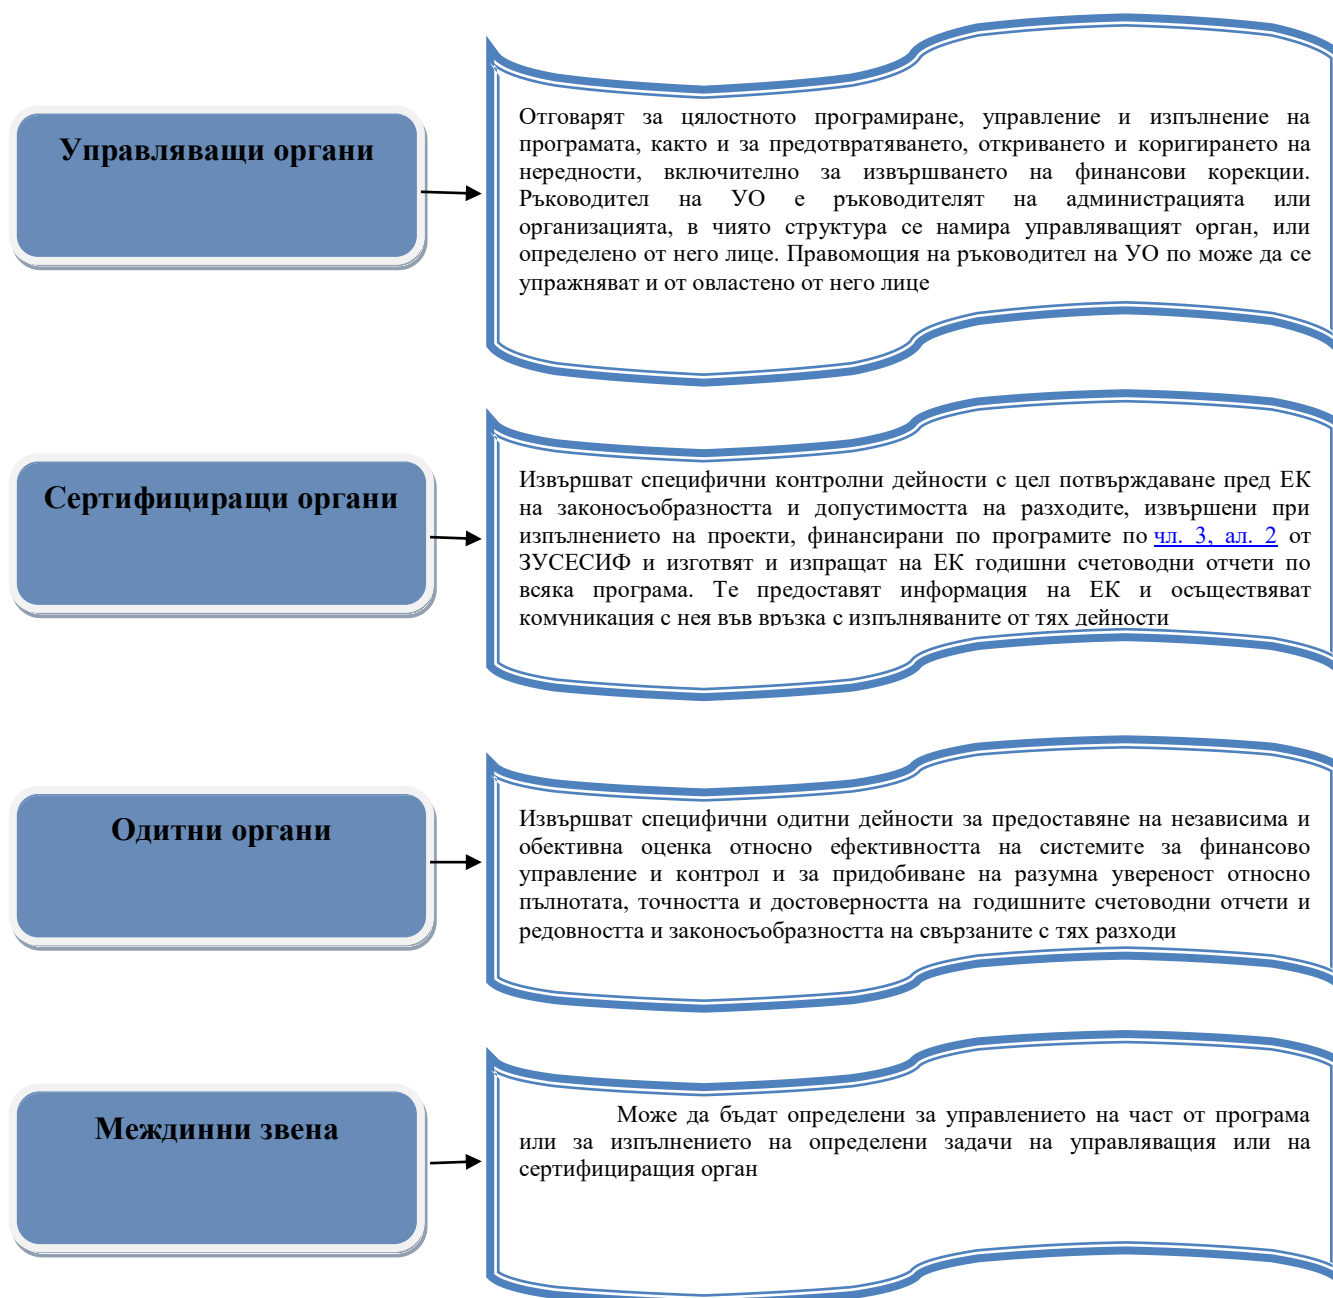 Управляващи органи
Отговарят за цялостното програмиране, управление и изпълнение на
програмата, както и за предотвратяването, откриването и коригирането на
нередности, включително за извършването на финансови корекции.
Ръководител на УО е ръководителят на администрацията или
организацията, в чиято структура се намира управляващият орган, или
определено от него лице. Правомощия на ръководител на УО по може да се
упражняват и от овластено от него лице
Сертифициращи органи
Извършват специфични контролни дейности с цел потвърждаване пред ЕК
на законосъобразността и допустимостта на разходите, извършени при
изпълнението на проекти, финансирани по програмите по чл. 3, ал. 2 от
ЗУСЕСИФ и изготвят и изпращат на ЕК годишни счетоводни отчети по
всяка програма. Те предоставят информация на ЕК и осъществяват
комуникация с нея във връзка с изпълняваните от тях дейности
Одитни органи
Извършват специфични одитни дейности за предоставяне на независима и
обективна оценка относно ефективността на системите за финансово
управление и контрол и за придобиване на разумна увереност относно
пълнотата, точността и достоверността на годишните счетоводни отчети и
редовността и законосъобразността на свързаните с тях разходи
Междинни звена
Може да бъдат определени за управлението на част от програма
или за изпълнението на определени задачи на управляващия или на
сертифициращия орган